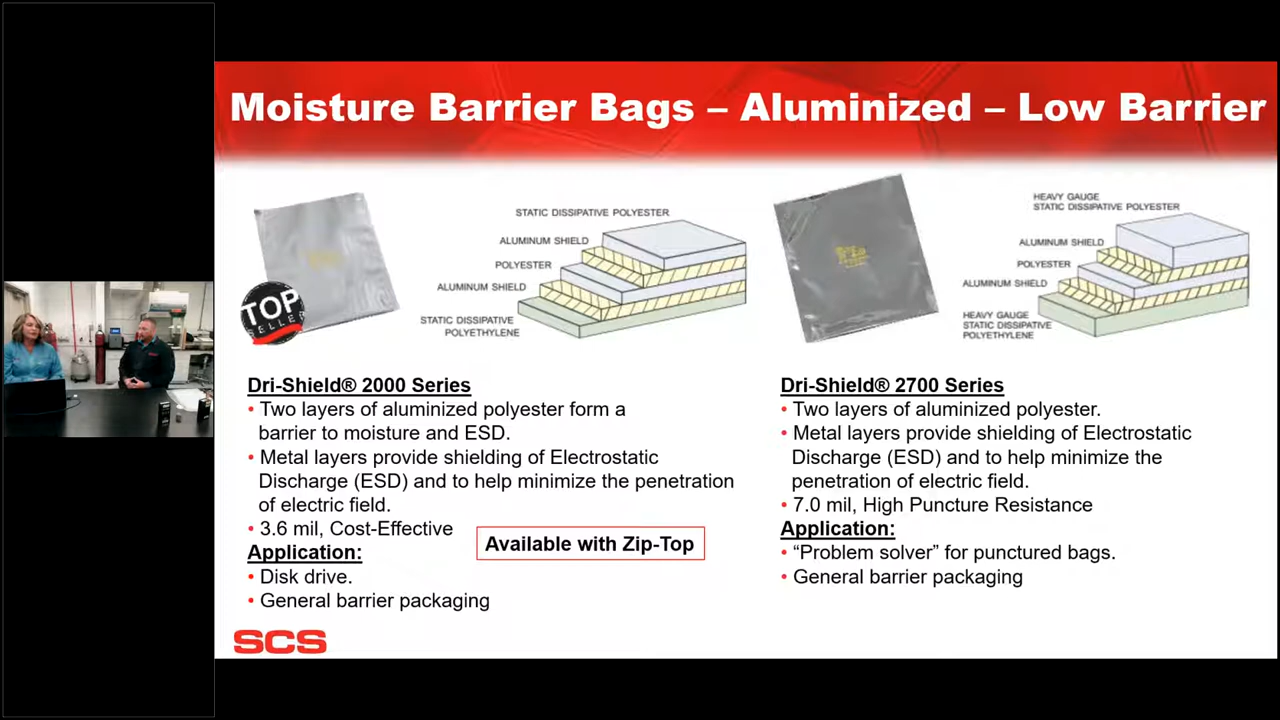 Moisture Barrier Bags – Aluminized – Low Barrier
STATIC DISSIPATIVE POLYESTER
ALUMINUM SHIELD
POLYESTER
ALUMINUM SHIELD
STATIC DISSIPATIVE
POLYETHYLENE
TOP
SELLER
HEAVY GAUGE
STATIC DISSIPATIVE POLYESTER
ALUMINUM SHIELD
POLYESTER
ALUMINUM SHIELD
HEAVY GAUGE
STATIC DISSIPATIVE
POLYETHYLENE
Dri-Shield® 2000 Series
• Two layers of aluminized polyester form a
barrier to moisture and ESD.
• Metal layers provide shielding of Electrostatic
Discharge (ESD) and to help minimize the penetration
of electric field.
• 3.6 mil, Cost-Effective
Available with Zip-Top
Application:
• Disk drive.
• General barrier packaging
Dri-Shield® 2700 Series
• Two layers of aluminized polyester.
• Metal layers provide shielding of Electrostatic
Discharge (ESD) and to help minimize the
penetration of electric field.
• 7.0 mil, High Puncture Resistance
Application:
• “Problem solver” for punctured bags.
• General barrier packaging
SCS